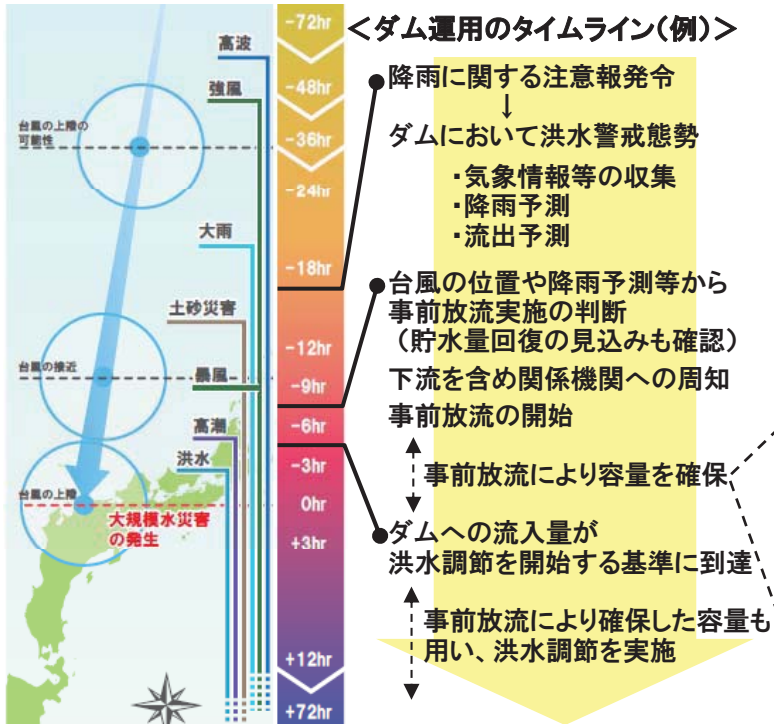 ＜ダム運用のタイムライン（例）＞
-72hr
-48hr
-36hr
-24hr
-18hr
-12hr
-9hr
-6hr
-3hr
0hr
+3hr
+12hr
+72hr
高波
強風
台風の上陸の
可能性
大雨
土砂災害
台風の接近
暴風
高潮
洪水
台風の上陸
大規模水災害
の発生
降雨に関する注意報発令
↓
ダムにおいて洪水警戒態勢
・気象情報等の収集
・降雨予測
・流出予測
台風の位置や降雨予測等から
事前放流実施の判断
（貯水量回復の見込みも確認）
下流を含め関係機関への周知
事前放流の開始
事前放流により容量を確保
ダムへの流入量が
洪水調節を開始する基準に到達
事前放流により確保した容量も
用い、洪水調節を実施